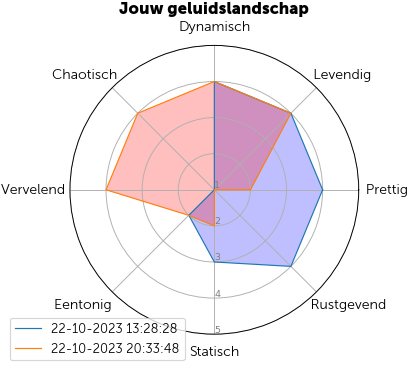 Jouw geluidslandschap
Dynamisch
Chaotisch
Levendig
Vervelend
1
Prettig
2
3
4
Eentonig
Rustgevend
5
22-10-2023 13:28:28
22-10-2023 20:33:48
Statisch